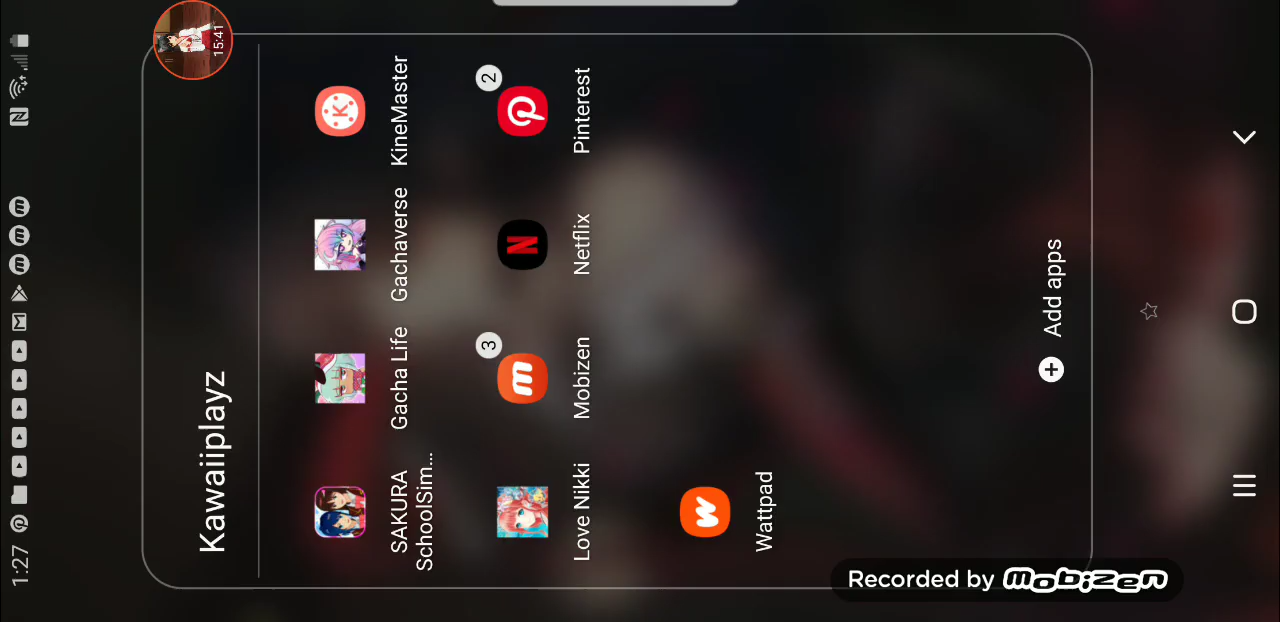 1:27
15:41
Kawaiiplayz
SAKURA
SchoolSim...
Gacha Life
Gachaverse
KineMaster
Love Nikki
3
Mobizen
Netflix
2
Pinterest
Wattpad
Add apps
Recorded by mobizen